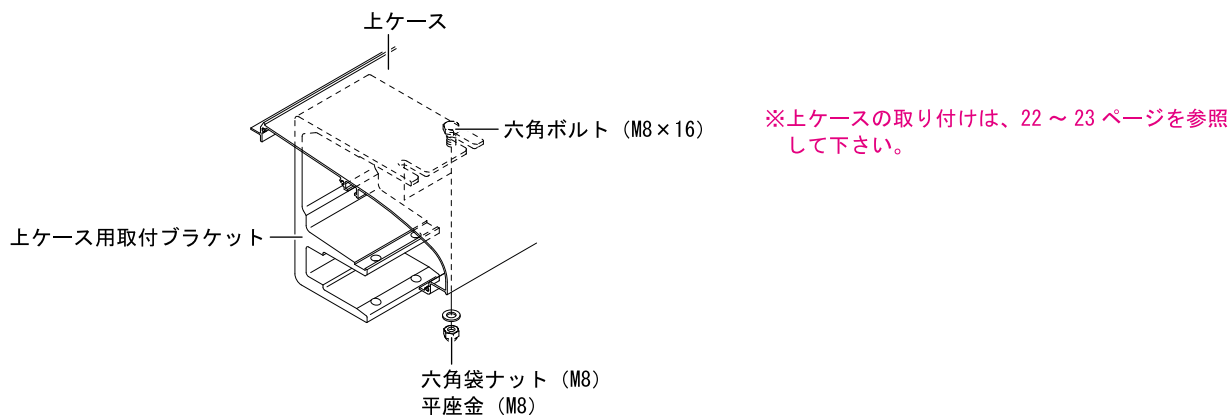 上ケース
六角ボルト (M8×16)
※上ケースの取り付けは、22 ~ 23 ページを参照
して下さい。
上ケース用取付ブラケット
六角袋ナット (M8)
平座金 (M8)